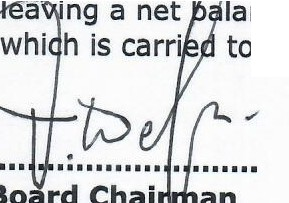 leaving a net bala
which is carried to
Board Chairman